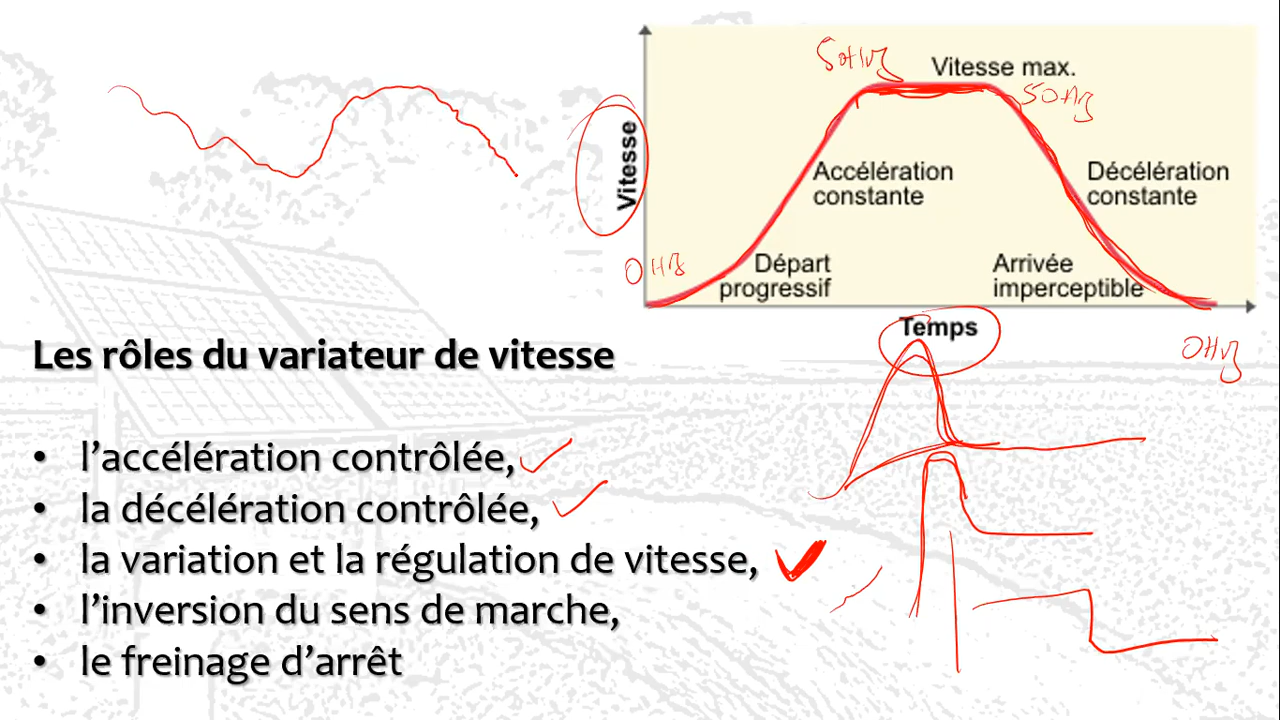 50Hz
Vitesse max.
50Hz
Vitesse
Accélération
constante
Décélération
constante
0Hz
Départ
progressif
Arrivée
imperceptible
Temps
0Hz
Les rôles du variateur de vitesse
• l’accélération contrôlée,
• la décélération contrôlée,
• la variation et la régulation de vitesse,
• l’inversion du sens de marche,
• le freinage d’arrêt